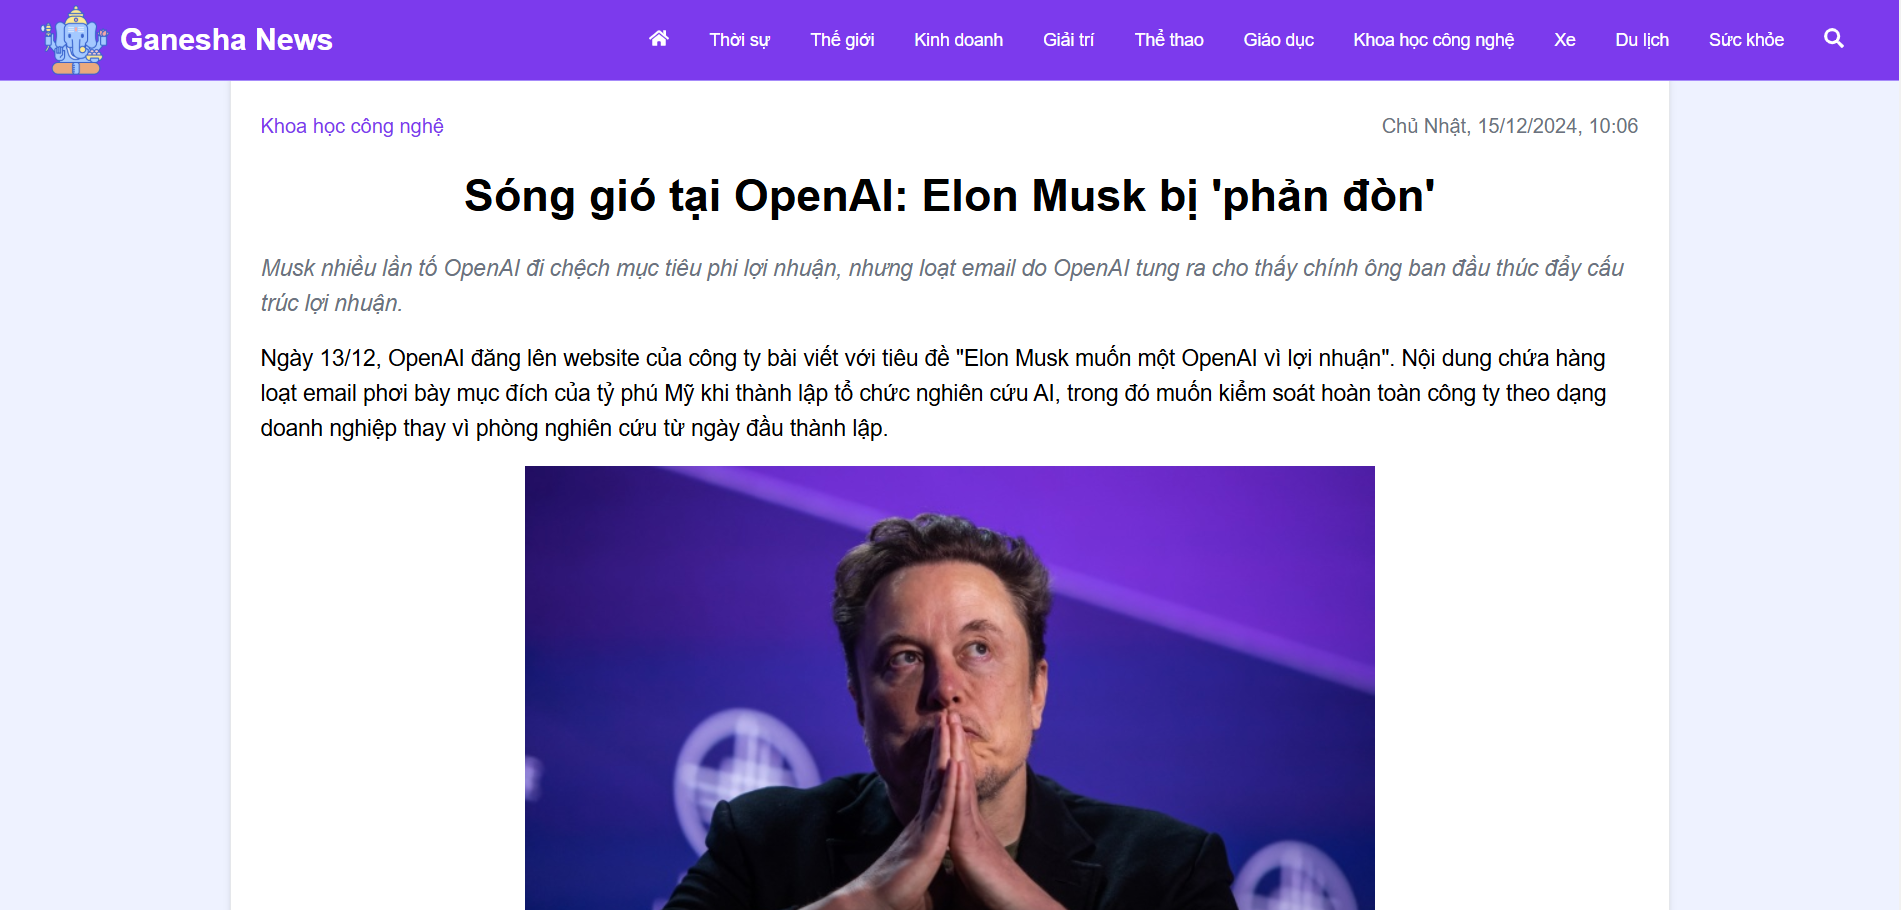 Ganesha News
Thời sự
Thế giới
Kinh doanh
Giải trí
Thể thao
Giáo dục
Khoa học công nghệ
Xe
Du lịch
Sức khỏe
Khoa học công nghệ
Chủ Nhật, 15/12/2024, 10:06
Sóng gió tại OpenAI: Elon Musk bị 'phản đòn'
Musk nhiều lần tố OpenAI đi chệch mục tiêu phi lợi nhuận, nhưng loạt email do OpenAI tung ra cho thấy chính ông ban đầu thúc đẩy cấu
trúc lợi nhuận.
Ngày 13/12, OpenAI đăng lên website của công ty bài viết với tiêu đề "Elon Musk muốn một OpenAI vì lợi nhuận". Nội dung chứa hàng
loạt email phơi bày mục đích của tỷ phú Mỹ khi thành lập tổ chức nghiên cứu AI, trong đó muốn kiểm soát hoàn toàn công ty theo dạng
doanh nghiệp thay vì phòng nghiên cứu từ ngày đầu thành lập.